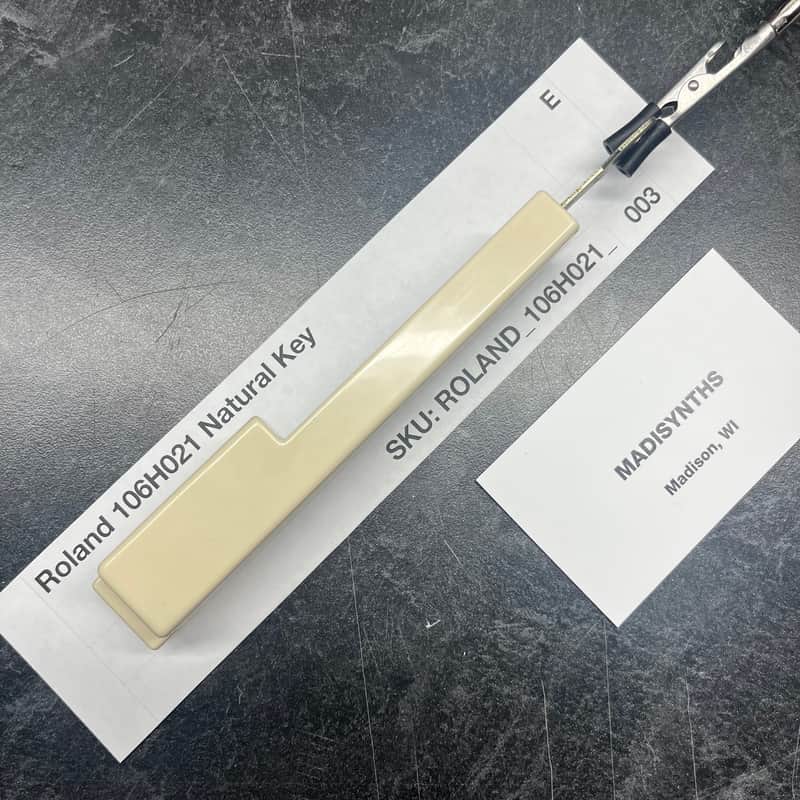 Roland 106H021 Natural Key
E
SKU: ROLAND_106H021_ 003
MADISYNTHS
Madison, WI